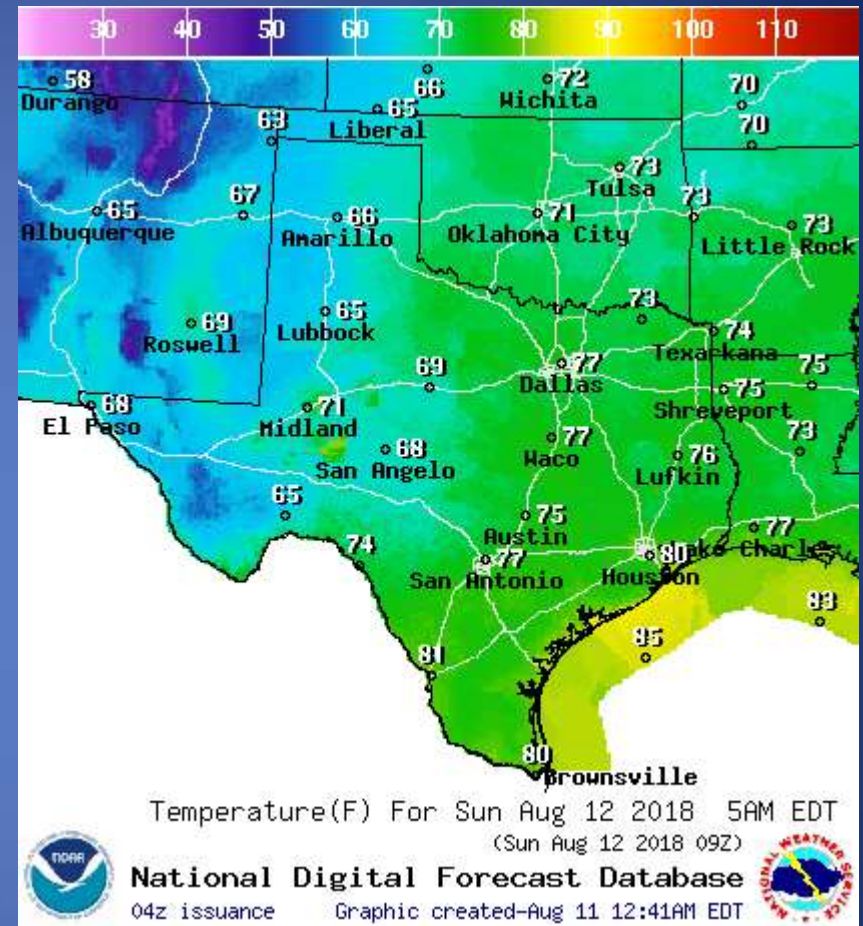 30 40 50 60 70 80 90 100 110
58
Durango
66
72
Wichita
70
65
Liberal
63
70
73
Tulsa
65
Albuquerque
67
66
Amarillo
71
Oklahoma City
73
73
Little Rock
69
Roswell
65
Lubbock
73
74
Texarkana
77
Dallas
69
75
Shreveport
75
68
El Paso
71
Midland
68
San Angelo
77
Waco
76
Lufkin
73
65
75
Austin
77
74
77
San Antonio
80
Houston
81
85
83
80
Brownsville
Temperature(F) For Sun Aug 12 2018 5AM EDT
(Sun Aug 12 2018 09Z)
NOAA
National Digital Forecast Database
NATIONAL WEATHER SERVICE
04z issuance Graphic created-Aug 11 12:41AM EDT